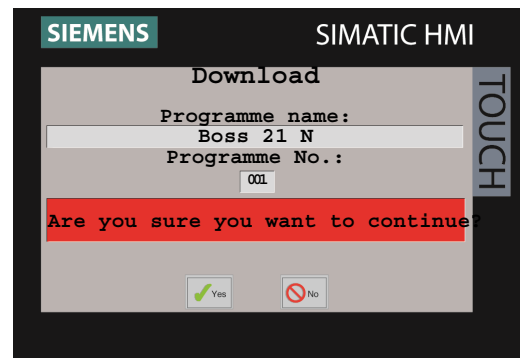 SIEMENS
SIMATIC HMI
TOUCH
Download
Programme name:
Boss 21 N
Programme No.:
001
Are you sure you want to continue?
Yes
No